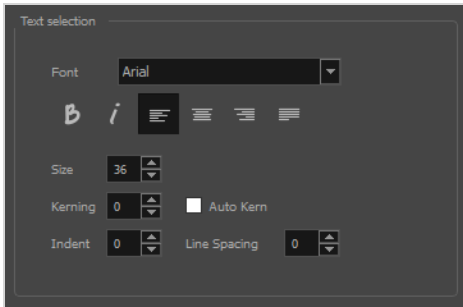 Text selection
Font Arial
B i
Size 36
Kerning 0 Auto Kern
Indent 0 Line Spacing 0